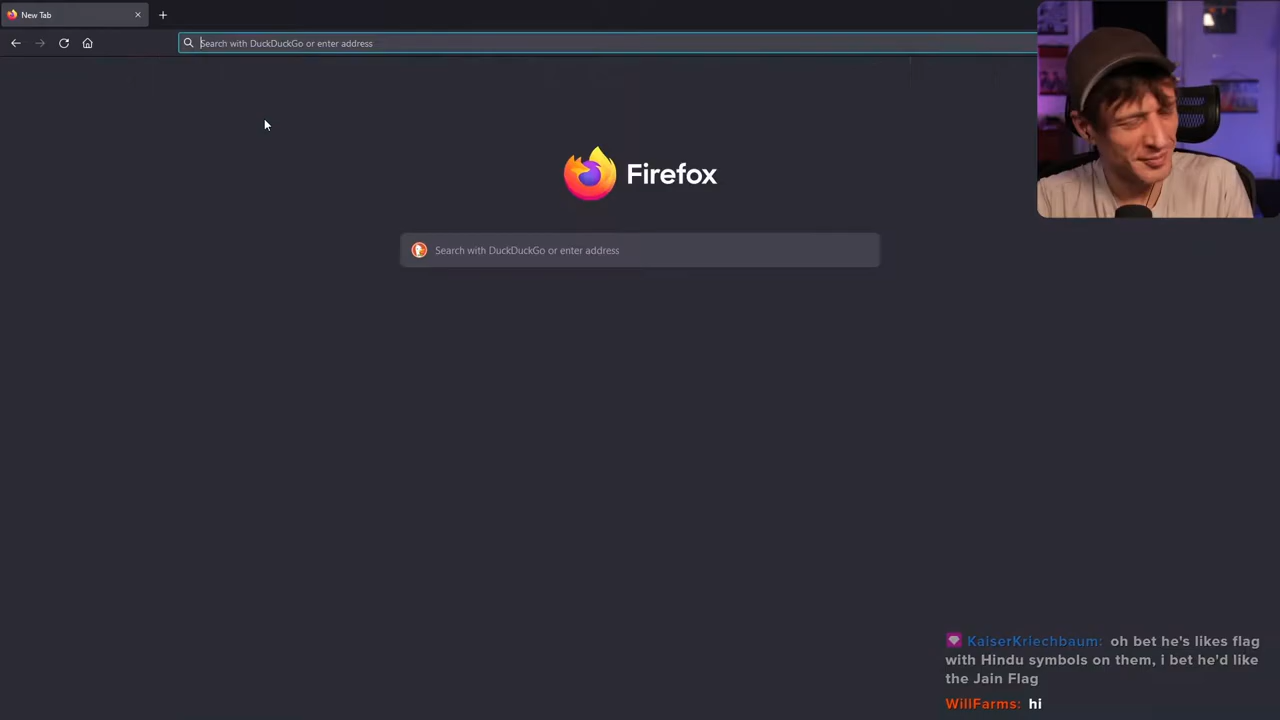 New Tab
Search with DuckDuckGo or enter address
Firefox
Search with DuckDuckGo or enter address
KaiserKriechbaum: oh bet he's likes flag
with Hindu symbols on them, i bet he'd like
the Jain Flag
WillFarms: hi